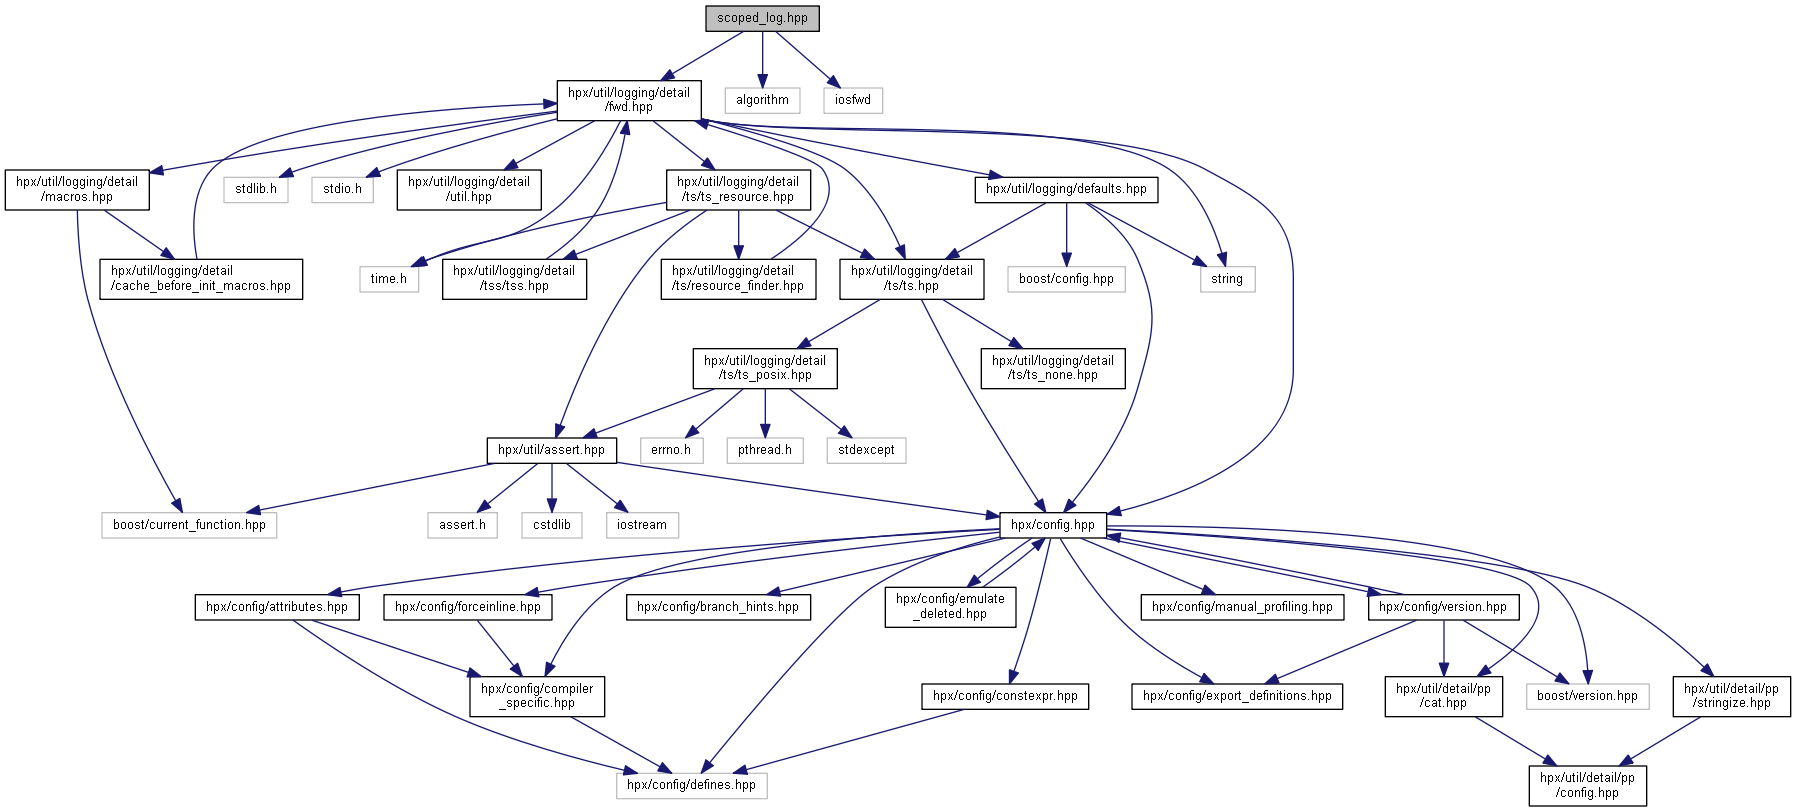 scoped_log.hpp
hpx/util/logging/detail
/fwd.hpp
algorithm
iosfwd
hpx/util/logging/detail
/macros.hpp
stdlib.h
stdio.h
hpx/util/logging/detail
/util.hpp
hpx/util/logging/detail
/ts/ts_resource.hpp
hpx/util/logging/defaults.hpp
hpx/util/logging/detail
/cache_before_init_macros.hpp
time.h
hpx/util/logging/detail
/tss/tss.hpp
hpx/util/logging/detail
/ts/resource_finder.hpp
hpx/util/logging/detail
/ts/ts.hpp
boost/config.hpp
string
hpx/util/logging/detail
/ts/ts_posix.hpp
hpx/util/logging/detail
/ts/ts_none.hpp
hpx/util/assert.hpp
errno.h
pthread.h
stdexcept
boost/current_function.hpp
assert.h
cstdlib
iostream
hpx/config.hpp
hpx/config/attributes.hpp
hpx/config/forceinline.hpp
hpx/config/branch_hints.hpp
hpx/config/emulate
_deleted.hpp
hpx/config/manual_profiling.hpp
hpx/config/version.hpp
hpx/config/compiler
_specific.hpp
hpx/config/constexpr.hpp
hpx/config/export_definitions.hpp
hpx/util/detail/pp
/cat.hpp
boost/version.hpp
hpx/util/detail/pp
/stringize.hpp
hpx/config/defines.hpp
hpx/util/detail/pp
/config.hpp